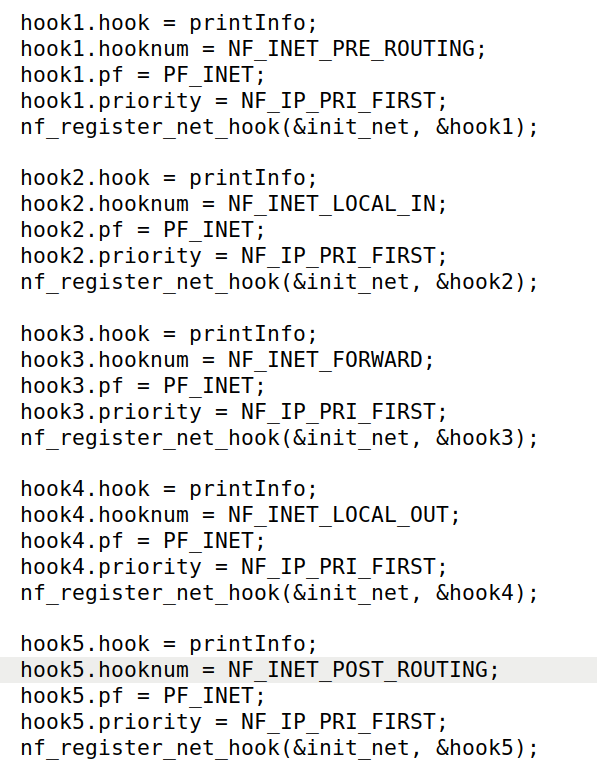 hook1.hook = printInfo;
hook1.hooknum = NF_INET_PRE_ROUTING;
hook1.pf = PF_INET;
hook1.priority = NF_IP_PRI_FIRST;
nf_register_net_hook(&init_net, &hook1);
hook2.hook = printInfo;
hook2.hooknum = NF_INET_LOCAL_IN;
hook2.pf = PF_INET;
hook2.priority = NF_IP_PRI_FIRST;
nf_register_net_hook(&init_net, &hook2);
hook3.hook = printInfo;
hook3.hooknum = NF_INET_FORWARD;
hook3.pf = PF_INET;
hook3.priority = NF_IP_PRI_FIRST;
nf_register_net_hook(&init_net, &hook3);
hook4.hook = printInfo;
hook4.hooknum = NF_INET_LOCAL_OUT;
hook4.pf = PF_INET;
hook4.priority = NF_IP_PRI_FIRST;
nf_register_net_hook(&init_net, &hook4);
hook5.hook = printInfo;
hook5.hooknum = NF_INET_POST_ROUTING;
hook5.pf = PF_INET;
hook5.priority = NF_IP_PRI_FIRST;
nf_register_net_hook(&init_net, &hook5);